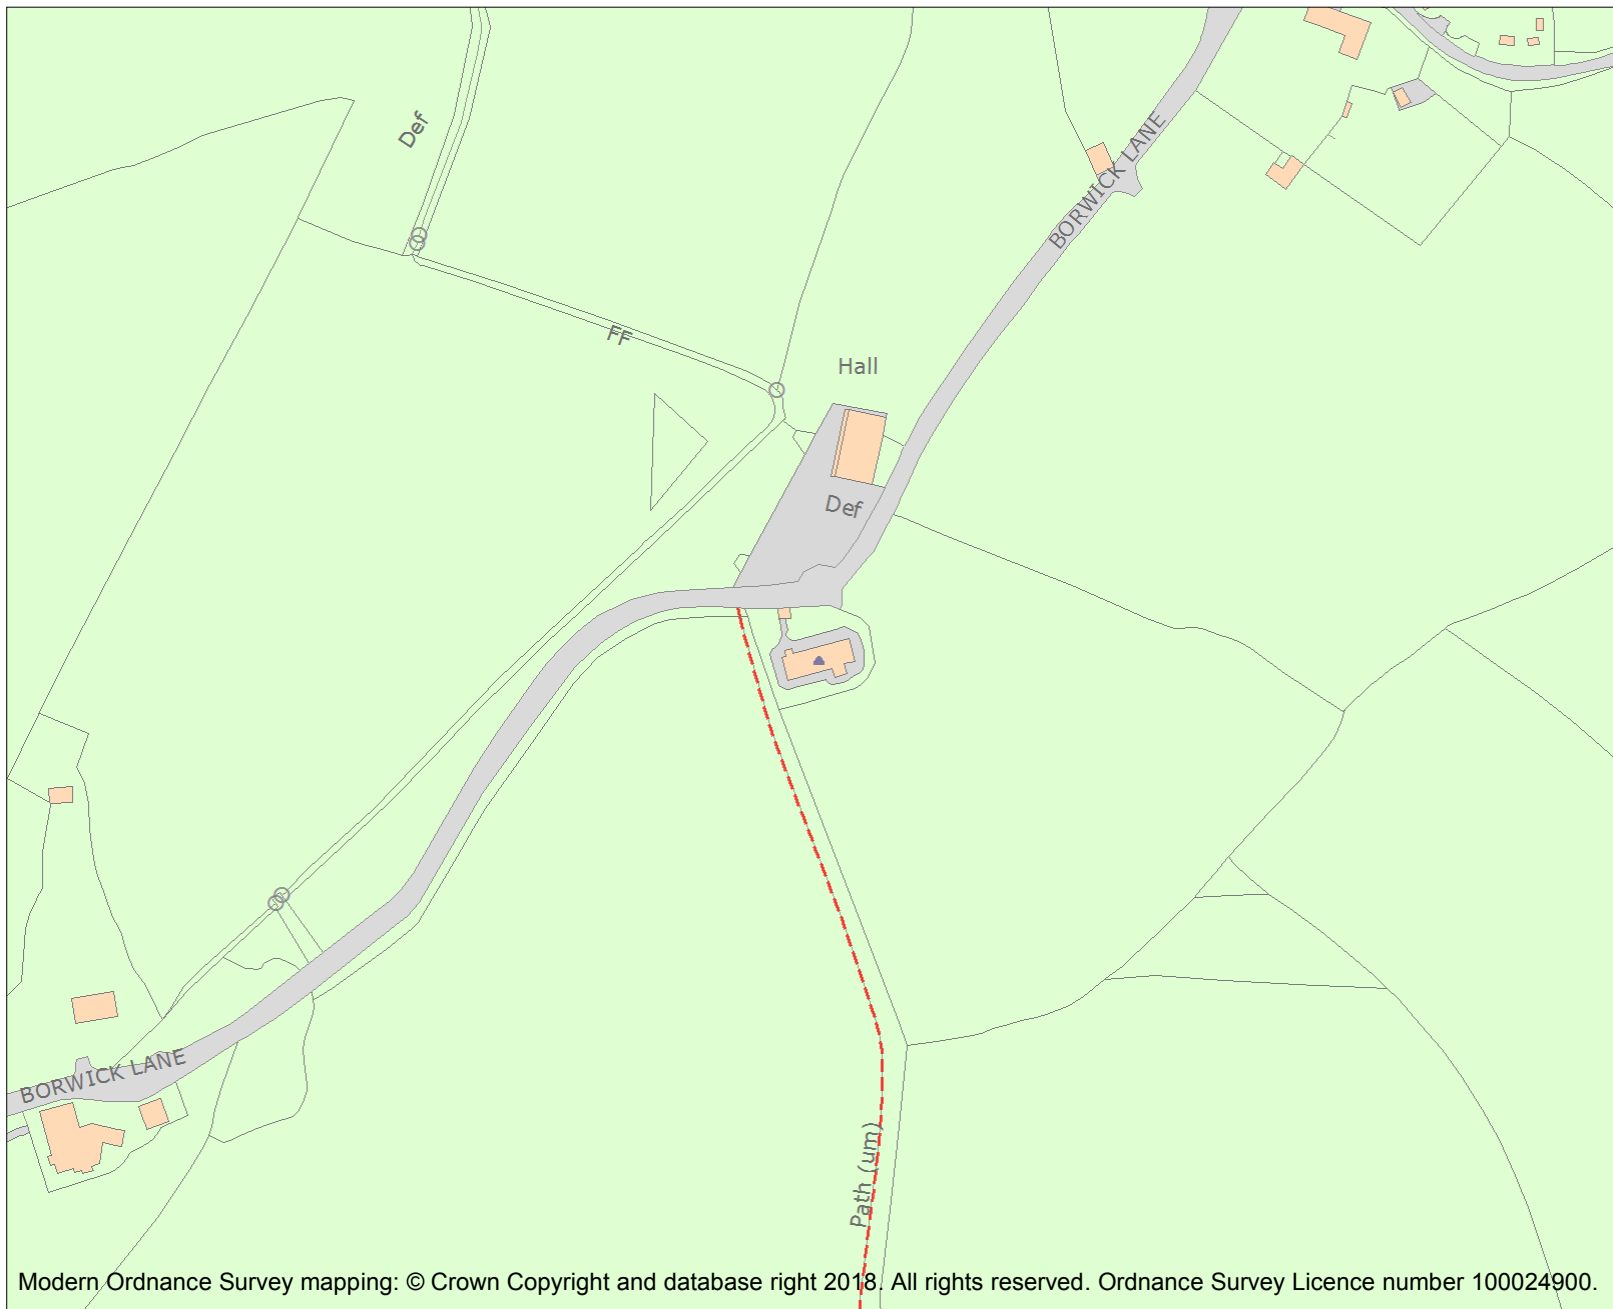 Def
BORWICK LANE
FF
Hall
Def
BORWICK LANE
Path (um)
Modern Ordnance Survey mapping: © Crown Copyright and database right 2018. All rights reserved. Ordnance Survey Licence number 100024900.